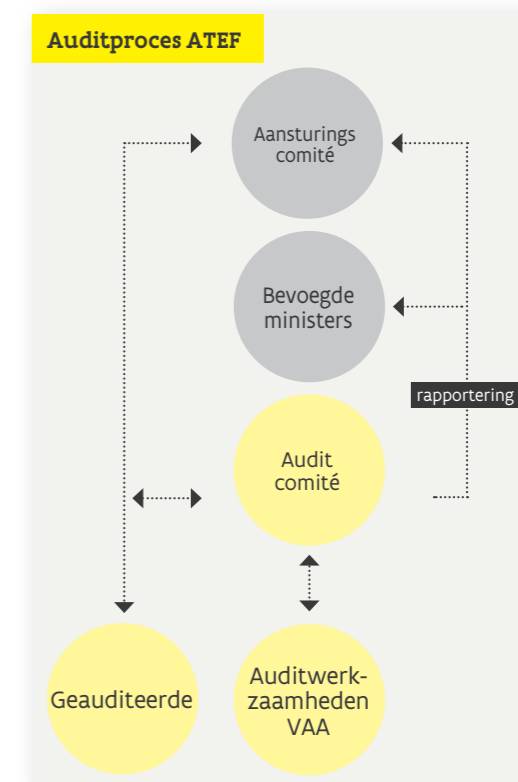 Auditproces ATEF
Aansturings
comité
Bevoegde
ministers
rapportering
Audit
comité
Geauditeerde
Auditwerk-
zaamheden
VAA